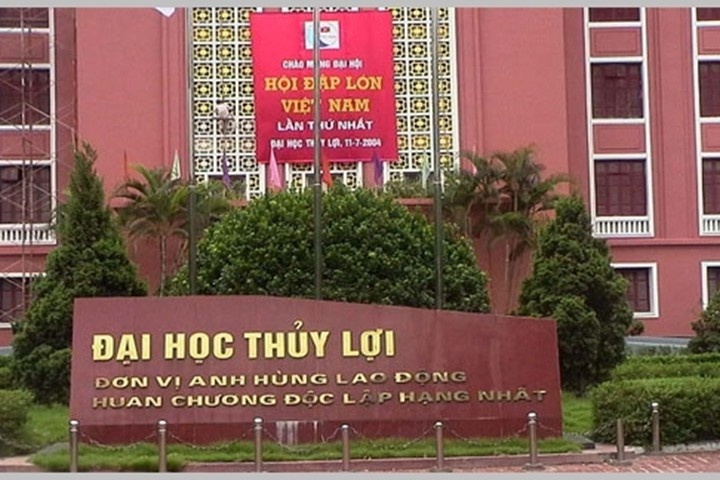 CHÀO MỪNG ĐẠI HỘI
HỘI ĐẬP LỚN
VIỆT NAM
LẦN THỨ NHẤT
ĐẠI HỌC THỦY LỢI, 11-7-2004
ĐẠI HỌC THỦY LỢI
ĐƠN VỊ ANH HÙNG LAO ĐỘNG
HUÂN CHƯƠNG ĐỘC LẬP HẠNG NHẤT